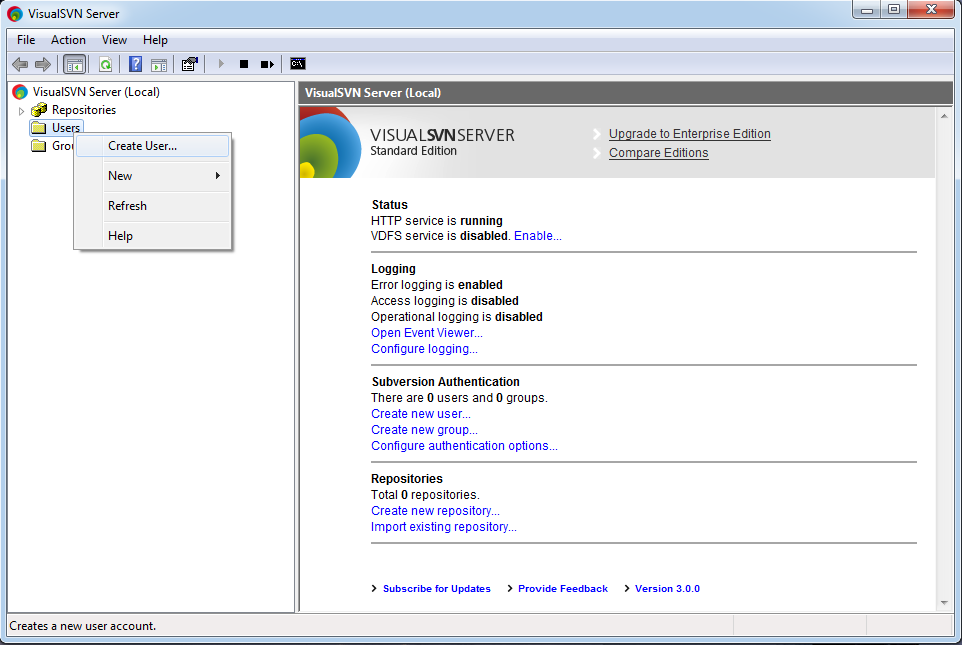 VisualSVN Server
File Action View Help
VisualSVN Server (Local)
Repositories
Users
Grou
Create User...
New
Refresh
Help
VisualSVN Server (Local)
VISUALSVNSERVER
Standard Edition
Upgrade to Enterprise Edition
Compare Editions
Status
HTTP service is running
VDFS service is disabled. Enable...
Logging
Error logging is enabled
Access logging is disabled
Operational logging is disabled
Open Event Viewer...
Configure logging...
Subversion Authentication
There are 0 users and 0 groups.
Create new user...
Create new group...
Configure authentication options...
Repositories
Total 0 repositories.
Create new repository...
Import existing repository...
Subscribe for Updates Provide Feedback Version 3.0.0
Creates a new user account.